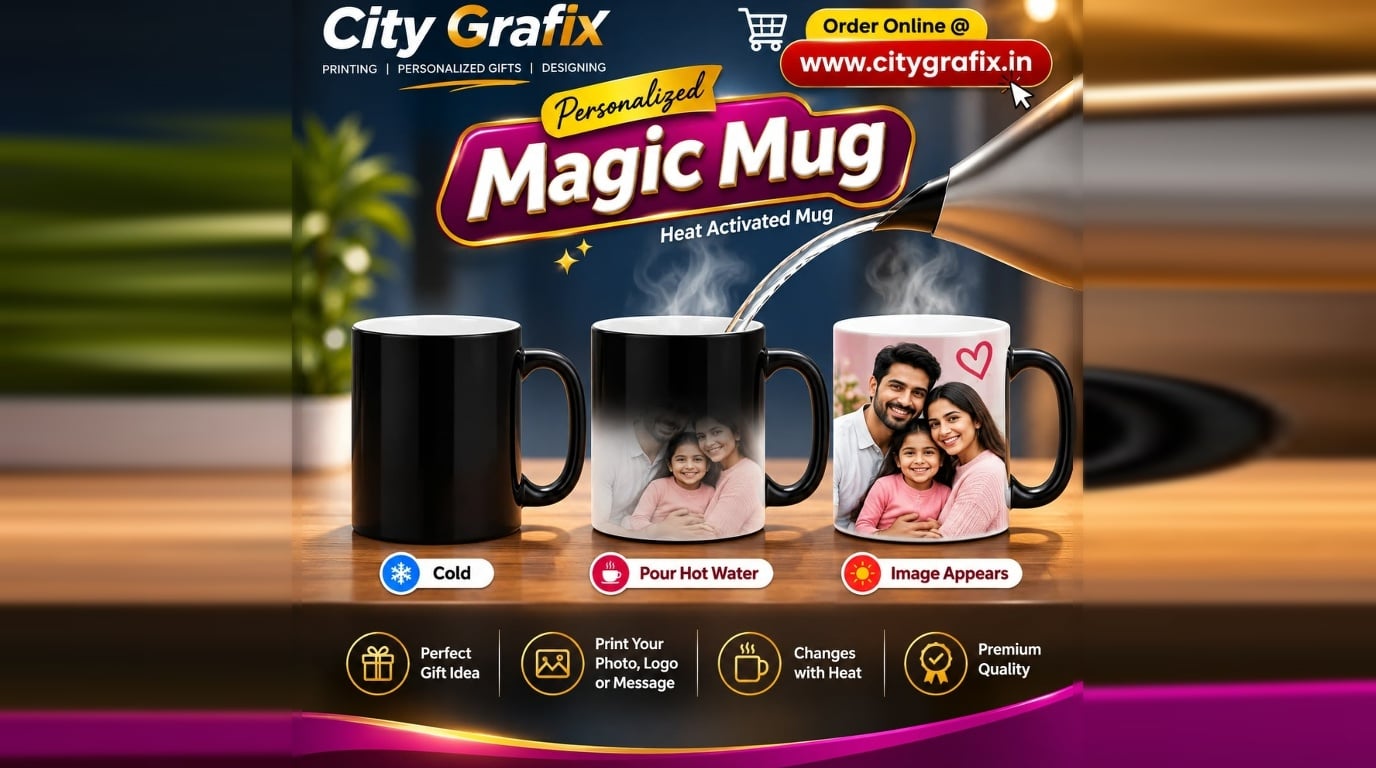 City Grafix
PRINTING | PERSONALIZED GIFTS | DESIGNING
Order Online @
www.citygrafix.in
Personalized
Magic Mug
Heat Activated Mug
Cold
Pour Hot Water
Image Appears
Perfect
Gift Idea
Print Your
Photo, Logo
or Message
Changes
with Heat
Premium
Quality